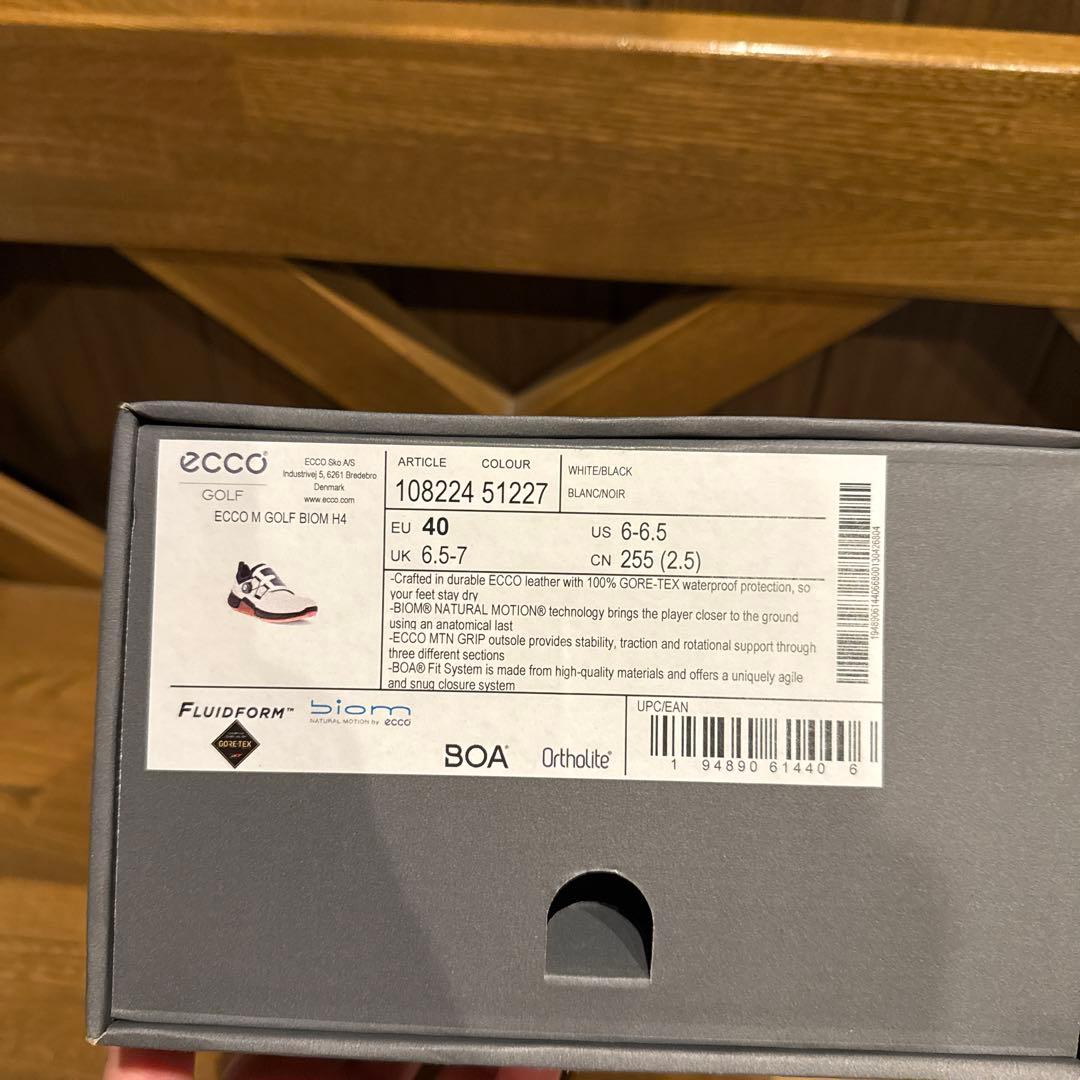 ecco
GOLF
ECCO Sko A/S
Industrivej 5, 6261 Bredebro
Denmark
www.ecco.com
ECCO M GOLF BIOM H4
ARTICLE COLOUR
108224 51227
WHITE/BLACK
BLANC/NOIR
EU 40
US 6-6.5
UK 6.5-7
CN 255 (2.5)
-Crafted in durable ECCO leather with 100% GORE-TEX waterproof protection, so
your feet stay dry
-BIOM® NATURAL MOTION® technology brings the player closer to the ground
using an anatomical last
-ECCO MTN GRIP outsole provides stability, traction and rotational support through
three different sections
-BOA® Fit System is made from high-quality materials and offers a uniquely agile
and snug closure system
FLUIDFORM™
biom
NATURAL MOTION by ecco
GORE-TEX
BOA®
Ortholite®
UPC/EAN
1 94890 61440 6